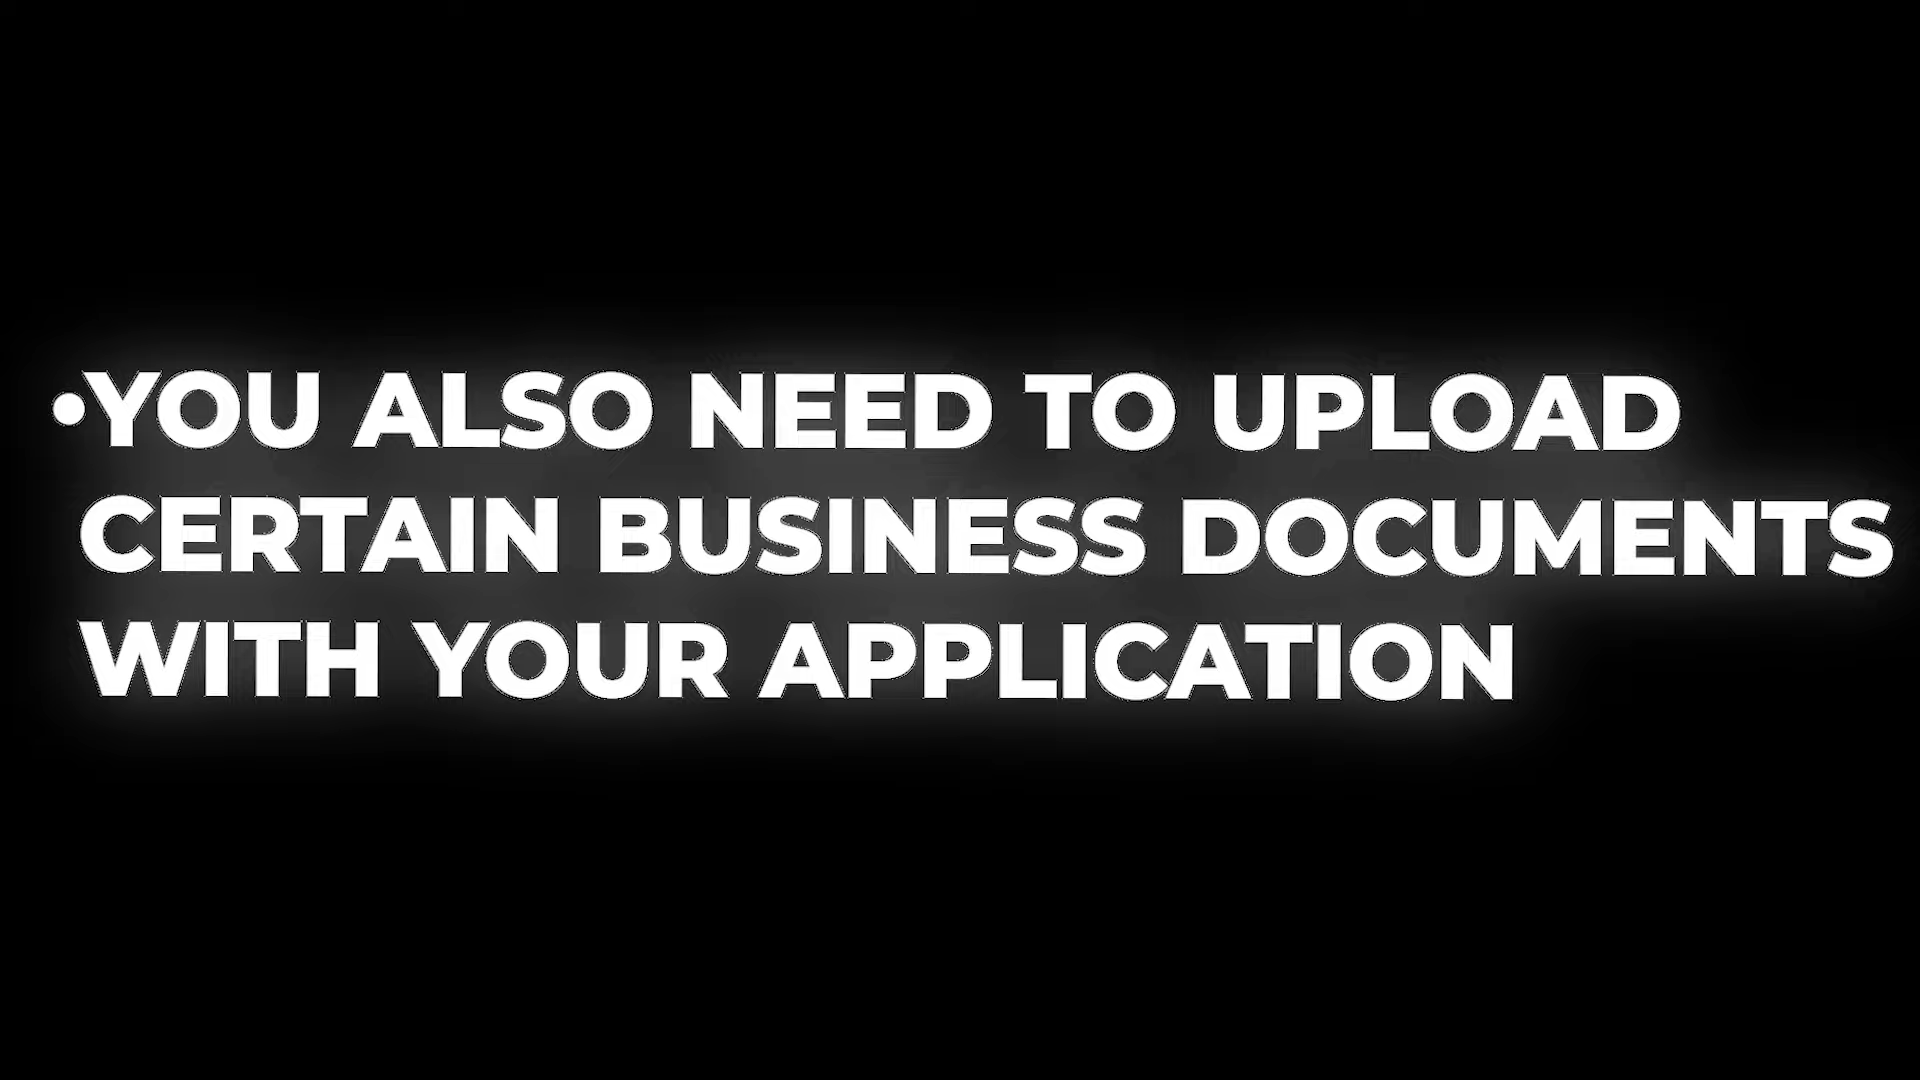 •YOU ALSO NEED TO UPLOAD
CERTAIN BUSINESS DOCUMENTS
WITH YOUR APPLICATION